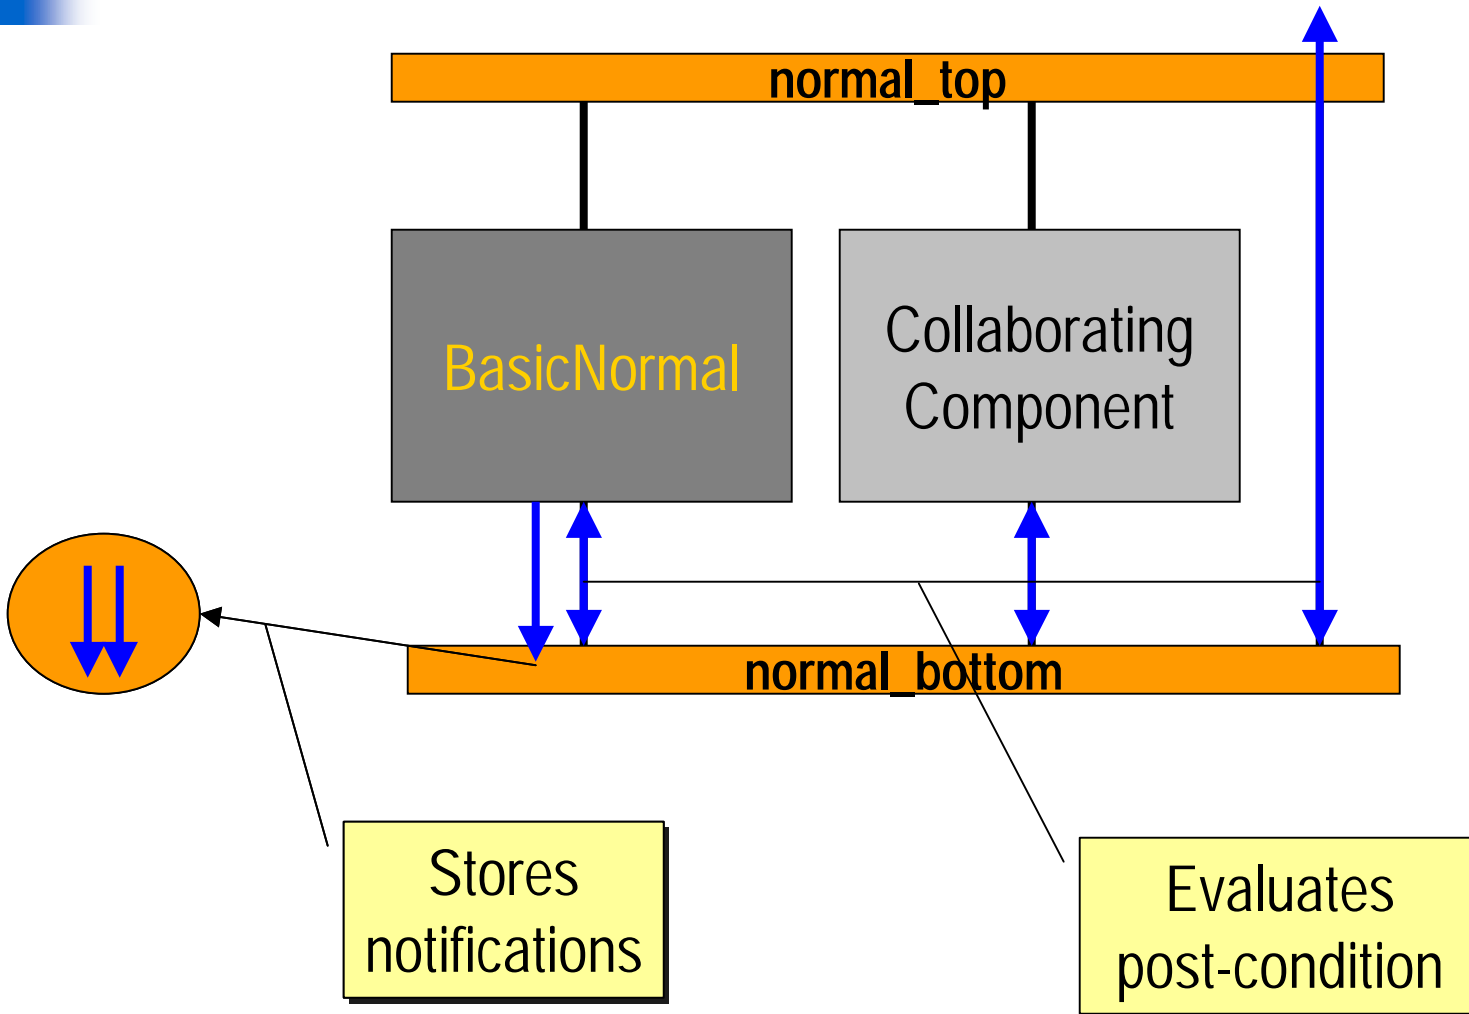 normal_top
BasicNormal
Collaborating
Component
normal_bottom
Stores
notifications
Evaluates
post-condition